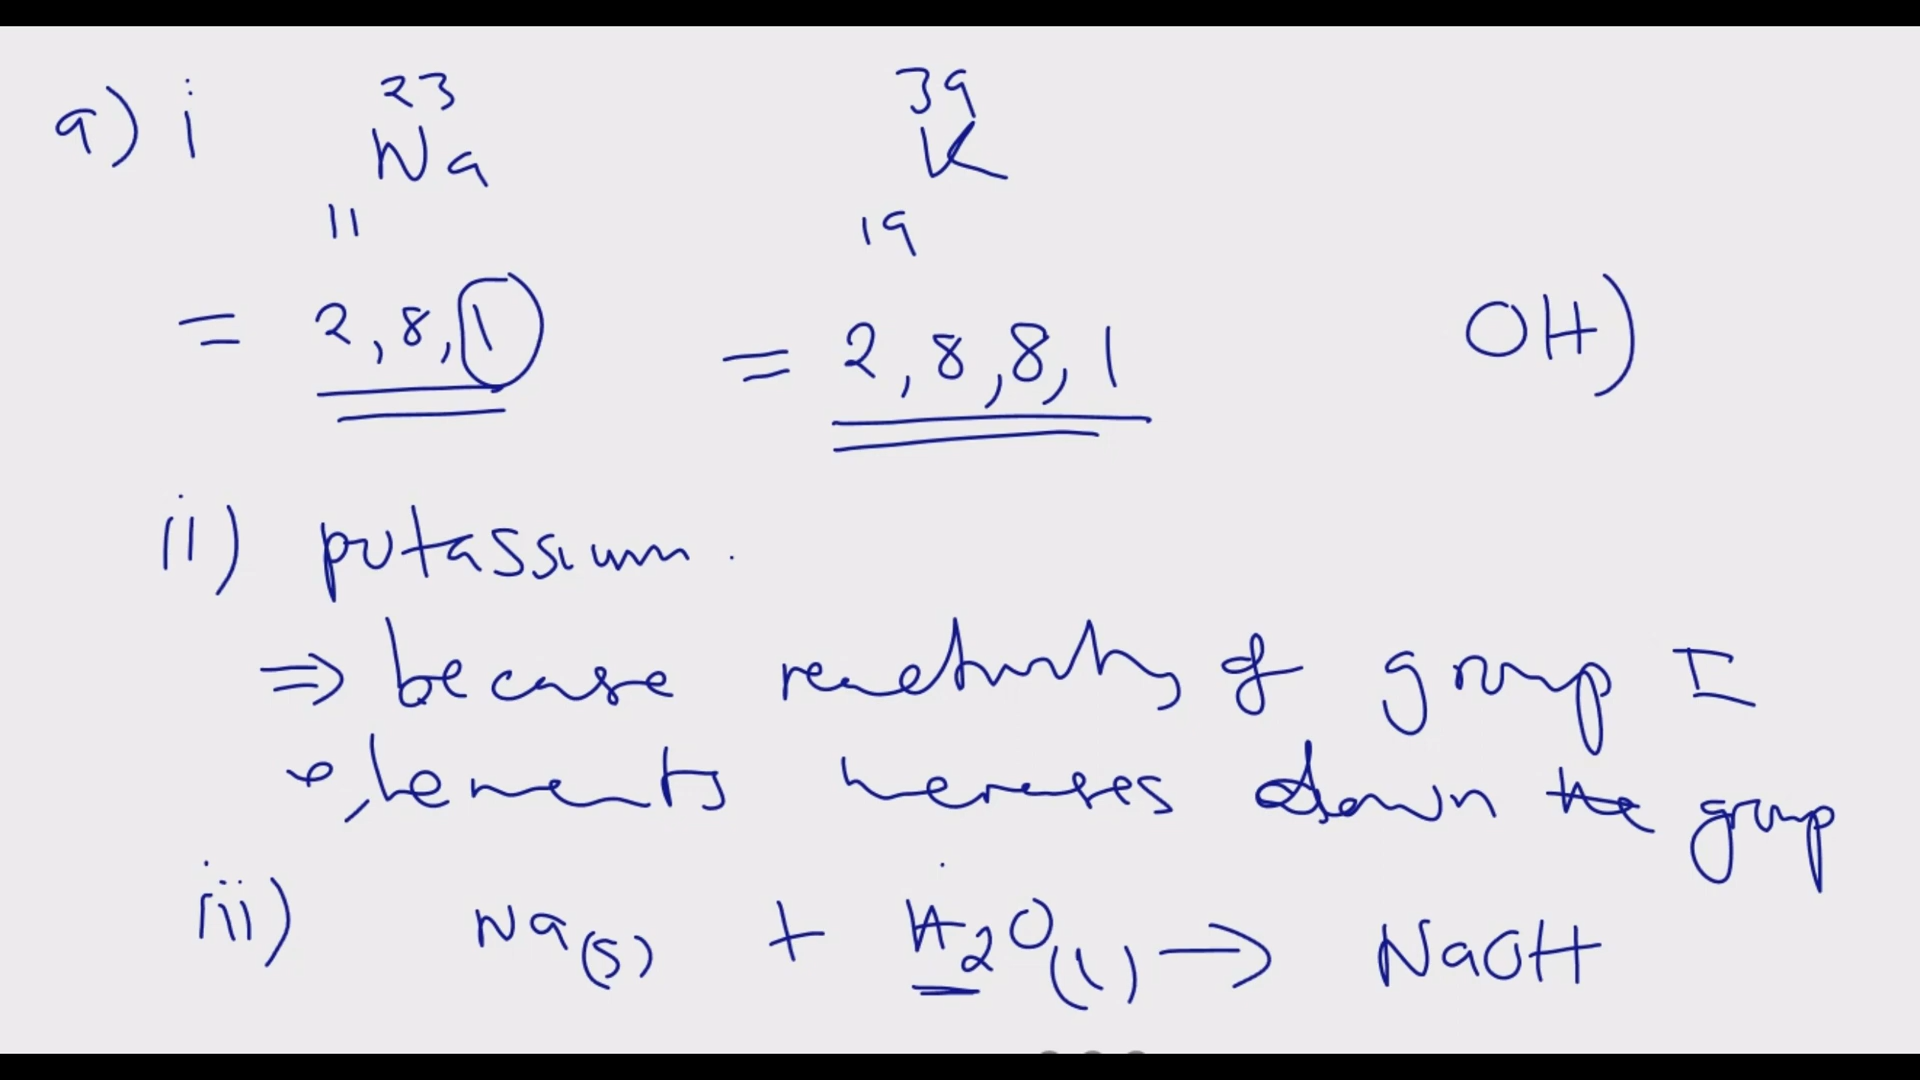 a) i 23 Na 11 39 K 19
= 2,8,1 = 2,8,8,1 OH)
ii) potassium.
⇒ because reactivity of group I
elements increases down the group
iii) Na(s) + H2O(l) → NaOH